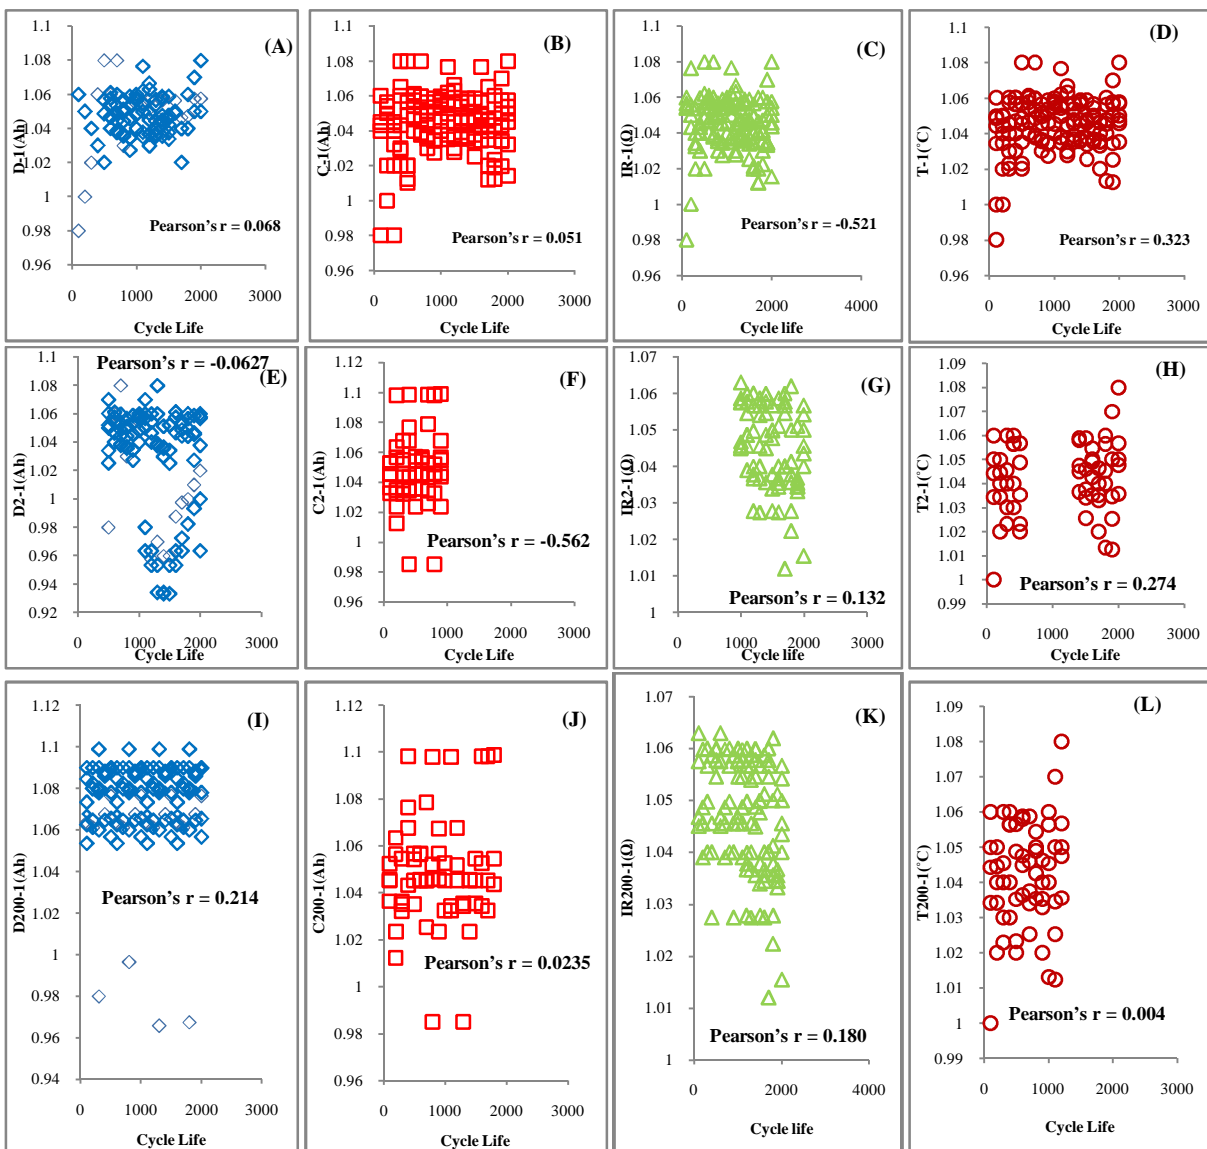 (A)
1.1
1.08
1.06
1.04
1.02
1
0.98
0.96
D-1(Ah)
Pearson's r = 0.068
0 1000 2000 3000
Cycle Life
(B)
1.1
1.08
1.06
1.04
1.02
1
0.98
0.96
C-1(Ah)
Pearson's r = 0.051
0 1000 2000 3000
Cycle Life
(C)
1.1
1.08
1.06
1.04
1.02
1
0.98
0.96
IR-1(Ω)
Pearson's r = -0.521
0 2000 4000
Cycle life
(D)
1.1
1.08
1.06
1.04
1.02
1
0.98
0.96
T-1(°C)
Pearson's r = 0.323
0 1000 2000 3000
Cycle Life
Pearson's r = -0.0627
(E)
1.1
1.08
1.06
1.04
1.02
1
0.98
0.96
0.94
0.92
D2-1(Ah)
0 1000 2000 3000
Cycle Life
(F)
1.12
1.1
1.08
1.06
1.04
1.02
1
0.98
0.96
C2-1(Ah)
Pearson's r = -0.562
0 1000 2000 3000
Cycle Life
(G)
1.07
1.06
1.05
1.04
1.03
1.02
1.01
1
IR2-1(Ω)
Pearson's r = 0.132
0 1000 2000 3000
Cycle life
(H)
1.09
1.08
1.07
1.06
1.05
1.04
1.03
1.02
1.01
1
0.99
T2-1(°C)
Pearson's r = 0.274
0 1000 2000 3000
Cycle Life
(I)
1.12
1.1
1.08
1.06
1.04
1.02
1
0.98
0.96
0.94
D200-1(Ah)
Pearson's r = 0.214
0 1000 2000 3000
Cycle Life
(J)
1.12
1.1
1.08
1.06
1.04
1.02
1
0.98
0.96
C200-1(Ah)
Pearson's r = 0.0235
0 1000 2000 3000
Cycle Life
(K)
1.07
1.06
1.05
1.04
1.03
1.02
1.01
1
IR200-1(Ω)
Pearson's r = 0.180
0 2000 4000
Cycle life
(L)
1.09
1.08
1.07
1.06
1.05
1.04
1.03
1.02
1.01
1
0.99
T200-1(°C)
Pearson's r = 0.004
0 1000 2000 3000
Cycle Life